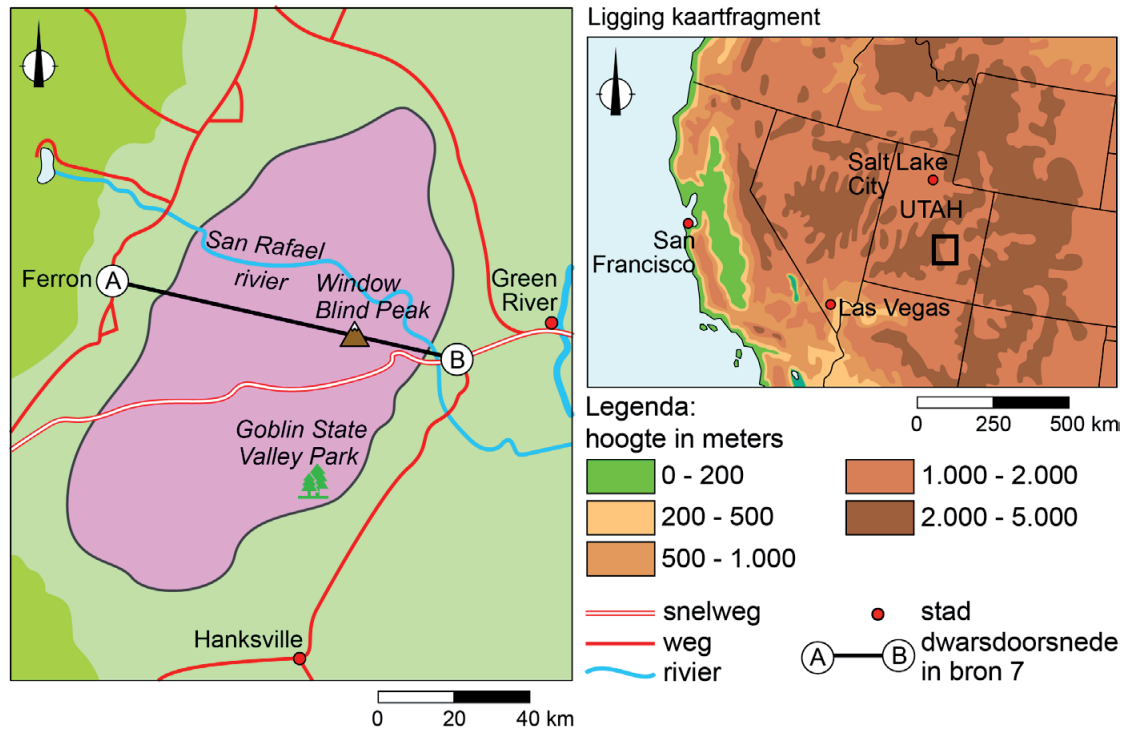 Ferron
A
San Rafael
rivier
Window
Blind Peak
Green
River
B
Goblin State
Valley Park
Hanksville
0 20 40 km
Ligging kaartfragment
Salt Lake
City
UTAH
San
Francisco
Las Vegas
Legenda:
hoogte in meters
0 250 500 km
0 - 200
200 - 500
500 - 1.000
1.000 - 2.000
2.000 - 5.000
snelweg
weg
rivier
stad
A B dwarsdoorsnede
in bron 7